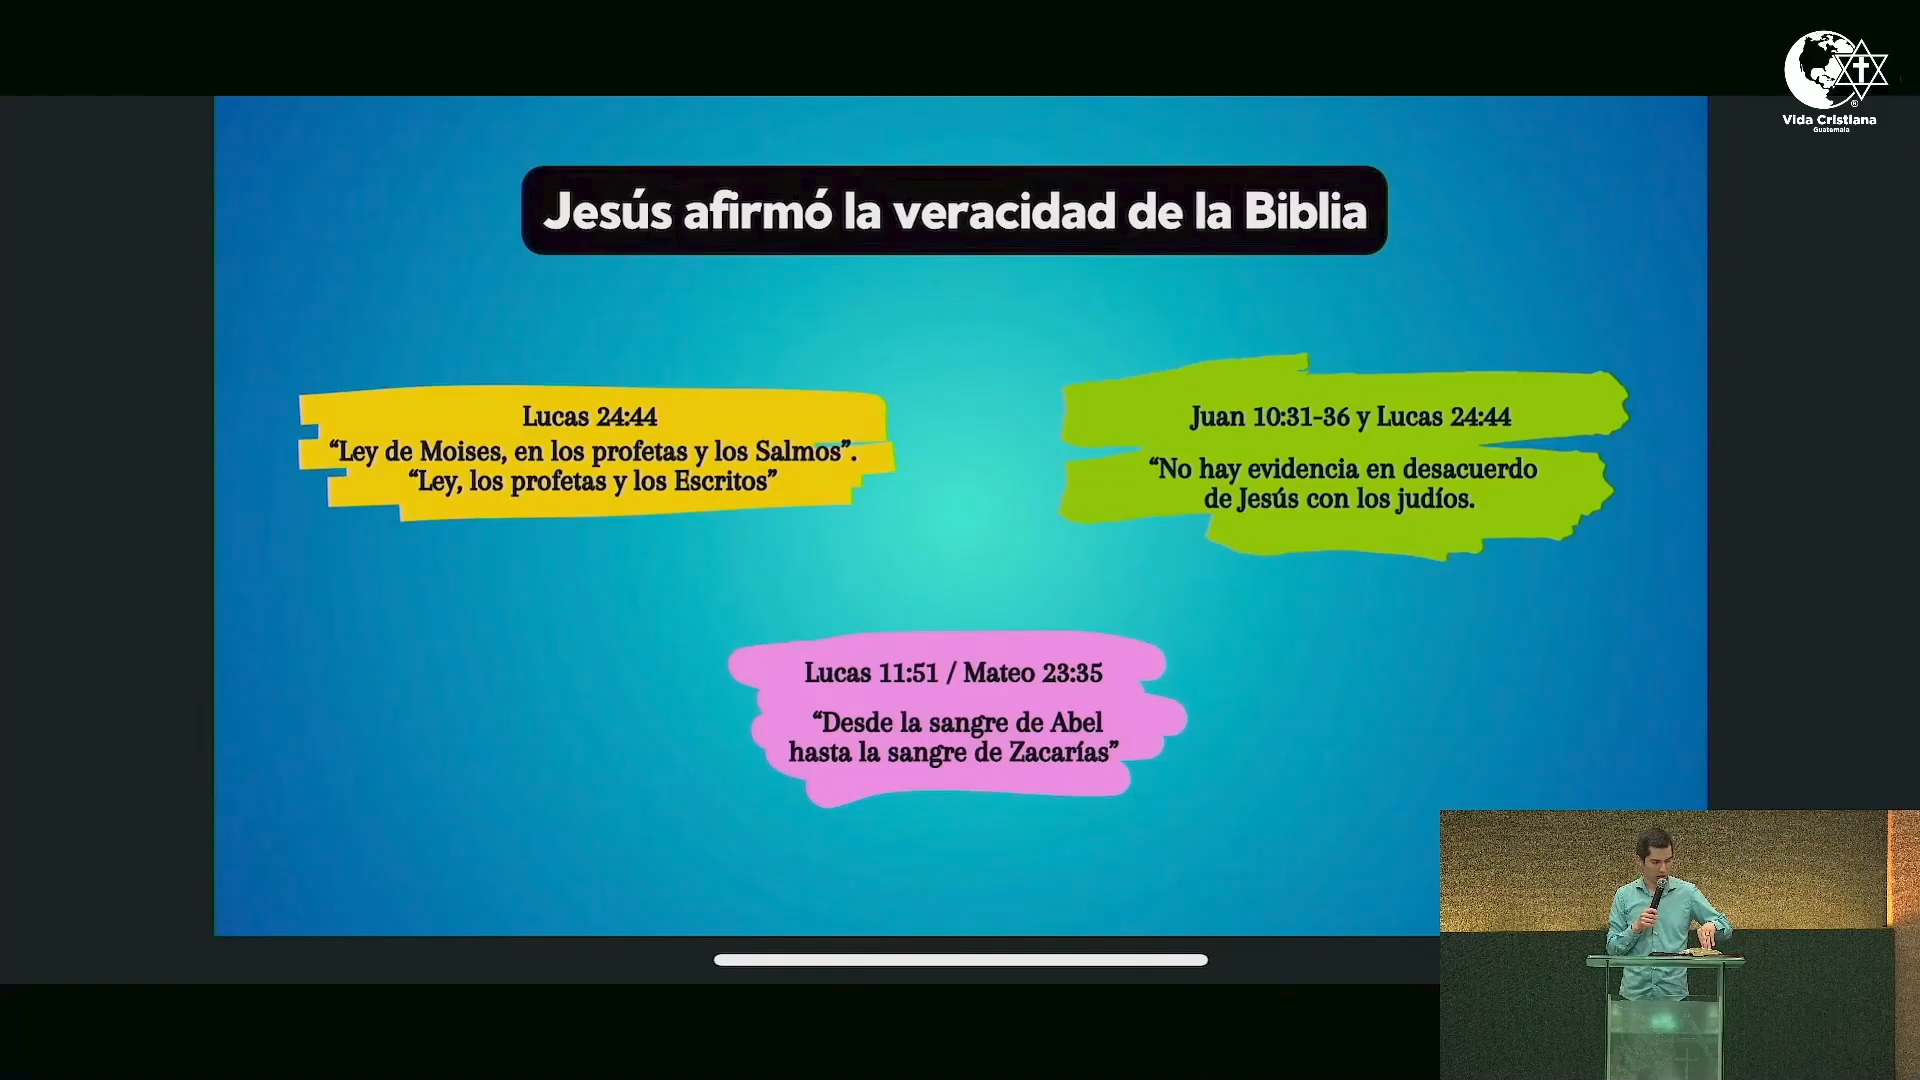 Vida Cristiana
Guatemala
Jesús afirmó la veracidad de la Biblia
Lucas 24:44
“Ley de Moises, en los profetas y los Salmos”.
“Ley, los profetas y los Escritos”
Juan 10:31-36 y Lucas 24:44
“No hay evidencia en desacuerdo
de Jesús con los judíos.
Lucas 11:51 / Mateo 23:35
“Desde la sangre de Abel
hasta la sangre de Zacarías”